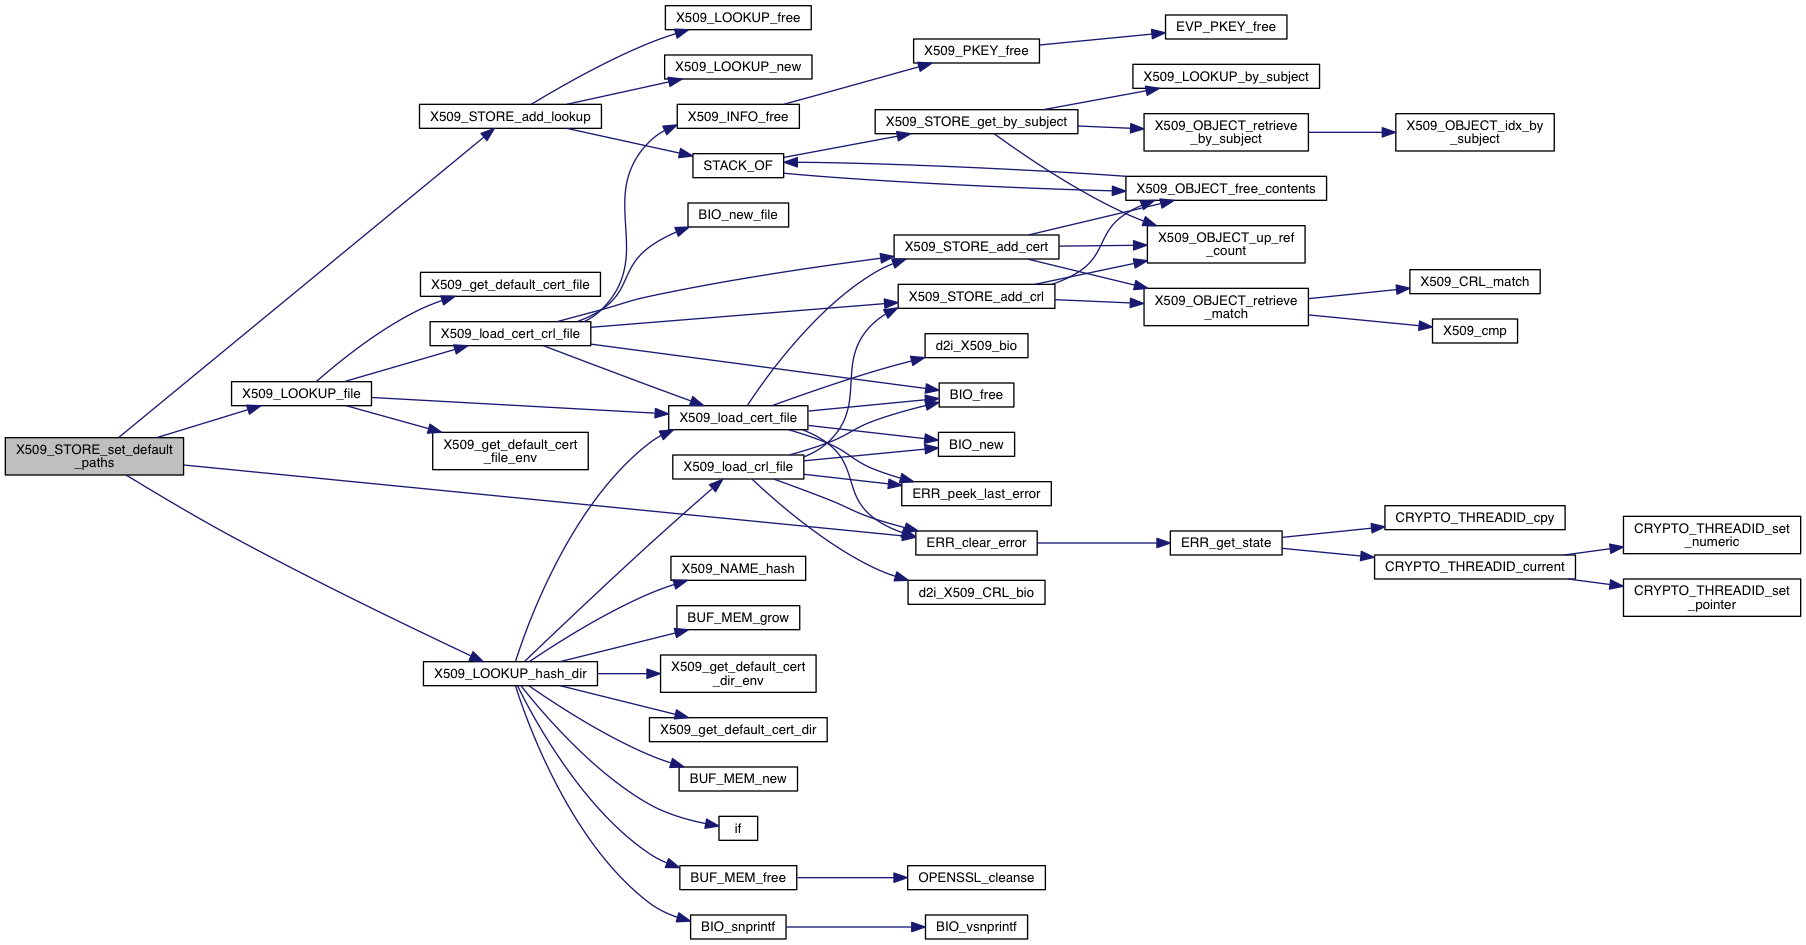 X509_LOOKUP_free
EVP_PKEY_free
X509_PKEY_free
X509_LOOKUP_new
X509_LOOKUP_by_subject
X509_STORE_add_lookup
X509_INFO_free
X509_STORE_get_by_subject
X509_OBJECT_retrieve
_by_subject
X509_OBJECT_idx_by
_subject
STACK_OF
X509_OBJECT_free_contents
BIO_new_file
X509_STORE_add_cert
X509_OBJECT_up_ref
_count
X509_get_default_cert_file
X509_STORE_add_crl
X509_OBJECT_retrieve
_match
X509_CRL_match
X509_cmp
X509_load_cert_crl_file
d2i_X509_bio
X509_LOOKUP_file
BIO_free
X509_load_cert_file
X509_get_default_cert
_file_env
BIO_new
X509_STORE_set_default
_paths
X509_load_crl_file
ERR_peek_last_error
ERR_clear_error
ERR_get_state
CRYPTO_THREADID_cpy
CRYPTO_THREADID_set
_numeric
CRYPTO_THREADID_current
X509_NAME_hash
d2i_X509_CRL_bio
CRYPTO_THREADID_set
_pointer
BUF_MEM_grow
X509_LOOKUP_hash_dir
X509_get_default_cert
_dir_env
X509_get_default_cert_dir
BUF_MEM_new
if
BUF_MEM_free
OPENSSL_cleanse
BIO_snprintf
BIO_vsnprintf